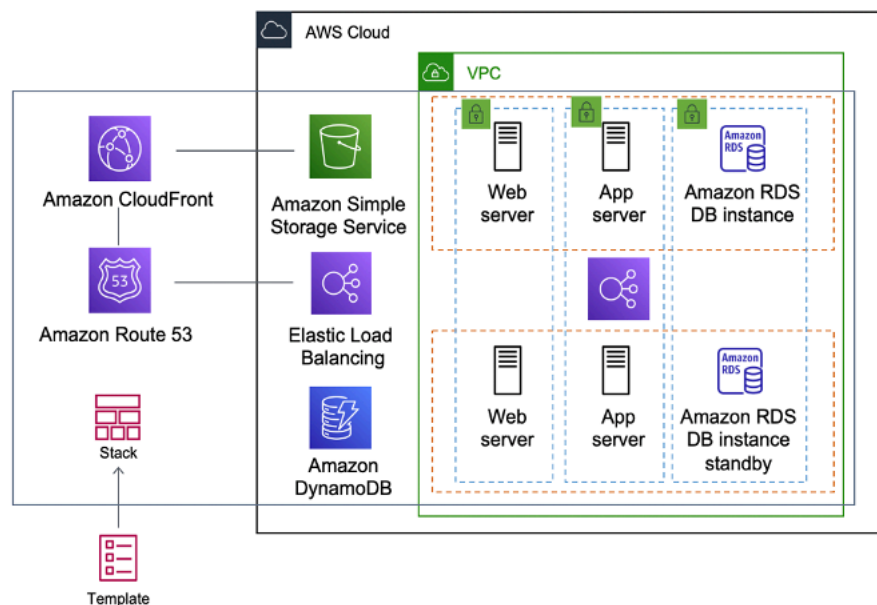 AWS Cloud
VPC
Amazon CloudFront
Amazon Simple
Storage Service
Web
server
App
server
Amazon
RDS
Amazon RDS
DB instance
53
Amazon Route 53
Elastic Load
Balancing
Stack
Amazon
DynamoDB
Web
server
App
server
Amazon
RDS
Amazon RDS
DB instance
standby
Template